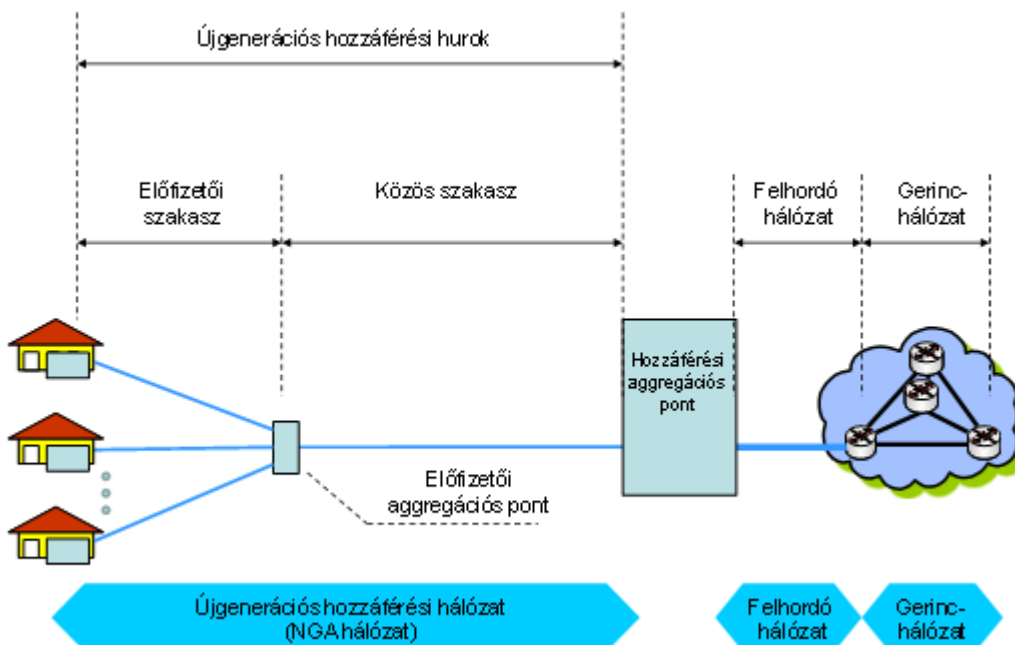 Újgenerációs hozzáférési hurok
Előfizetői
szakasz
Közös szakasz
Felhordó
hálózat
Gerinc-
hálózat
Hozzáférési
aggregációs
pont
Előfizetői
aggregációs pont
Újgenerációs hozzáférési hálózat
(NGA hálózat)
Felhordó
hálózat
Gerinc-
hálózat